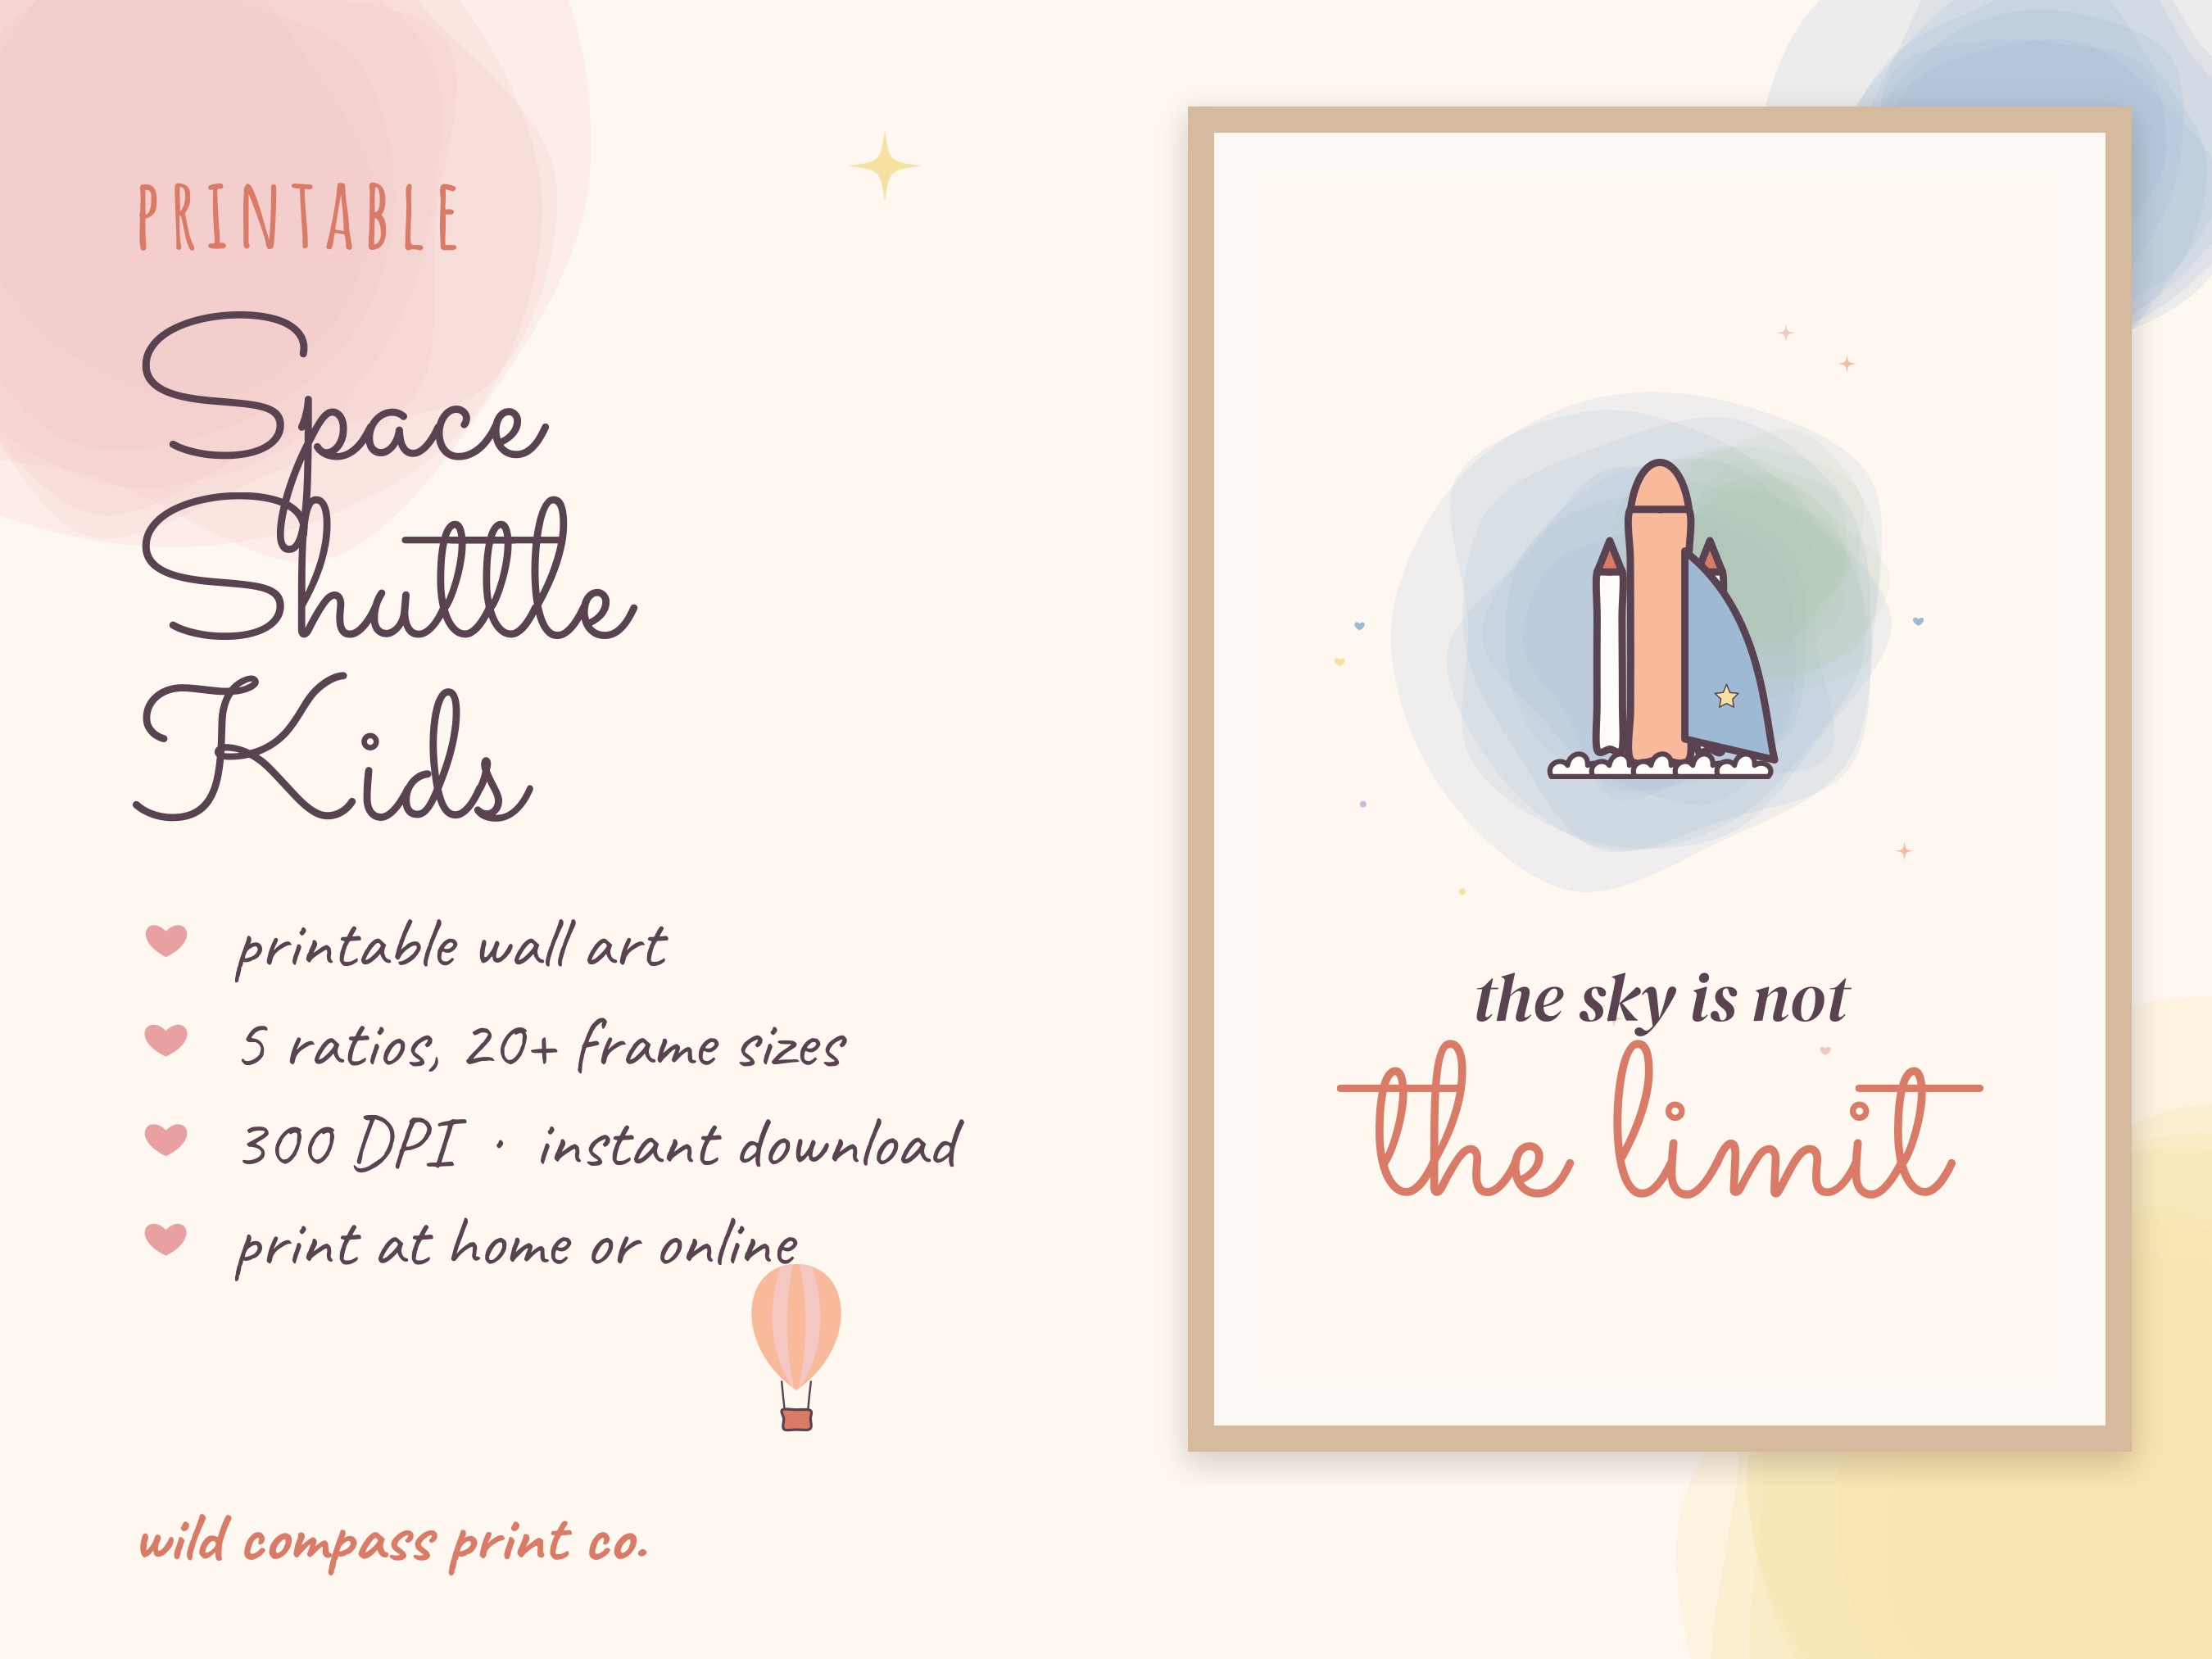 PRINTABLE
Space
Shuttle
Kids
printable wall art
5 ratios, 20+ frame sizes
300 DPI · instant download
print at home or online
wild compass print co.
the sky is not
the limit